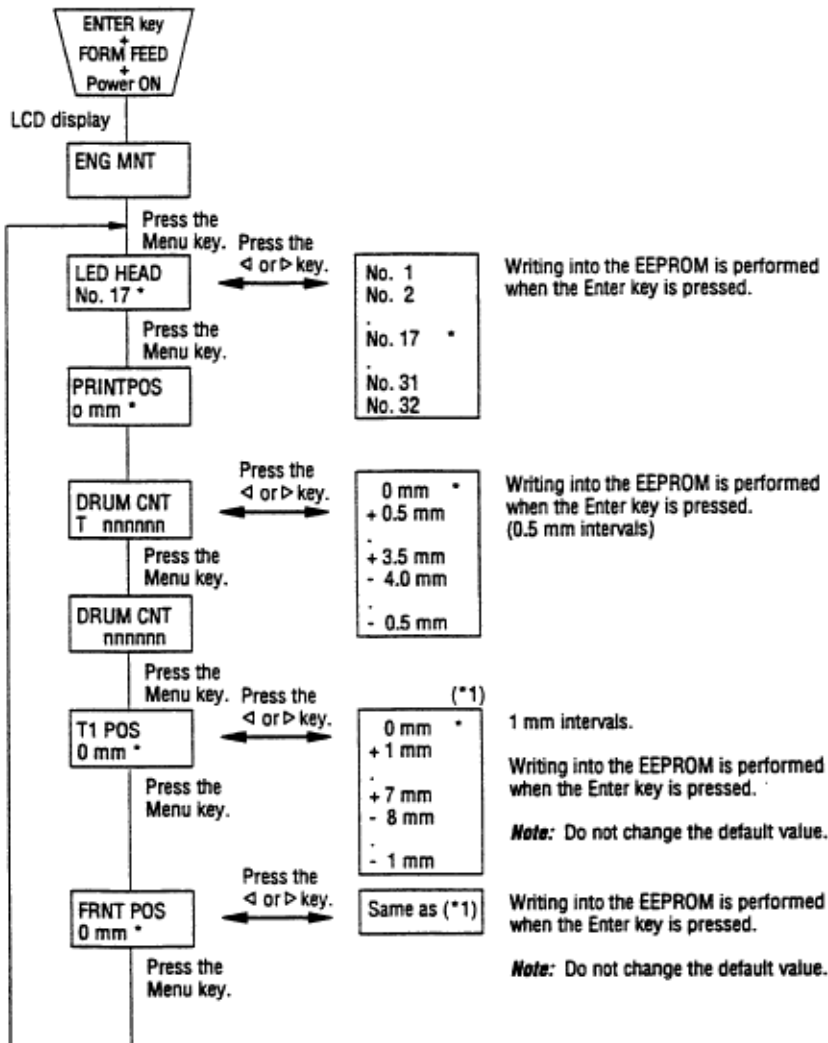 ENTER key
+
FORM FEED
+
Power ON
LCD display
ENG MNT
Press the
Menu key.
Press the
◁ or ▷ key.
LED HEAD
No. 17 *
No. 1
No. 2
.
No. 17 *
.
No. 31
No. 32
Writing into the EEPROM is performed
when the Enter key is pressed.
Press the
Menu key.
PRINTPOS
o mm *
Press the
◁ or ▷ key.
DRUM CNT
T nnnnnn
0 mm *
+ 0.5 mm
.
+ 3.5 mm
- 4.0 mm
.
- 0.5 mm
Writing into the EEPROM is performed
when the Enter key is pressed.
(0.5 mm intervals)
Press the
Menu key.
DRUM CNT
nnnnnn
Press the
Menu key.
Press the
◁ or ▷ key.
T1 POS
0 mm *
(*1)
0 mm *
+ 1 mm
.
+ 7 mm
- 8 mm
.
- 1 mm
1 mm intervals.
Writing into the EEPROM is performed
when the Enter key is pressed.
Note: Do not change the default value.
Press the
Menu key.
Press the
◁ or ▷ key.
FRNT POS
0 mm *
Same as (*1)
Writing into the EEPROM is performed
when the Enter key is pressed.
Note: Do not change the default value.
Press the
Menu key.